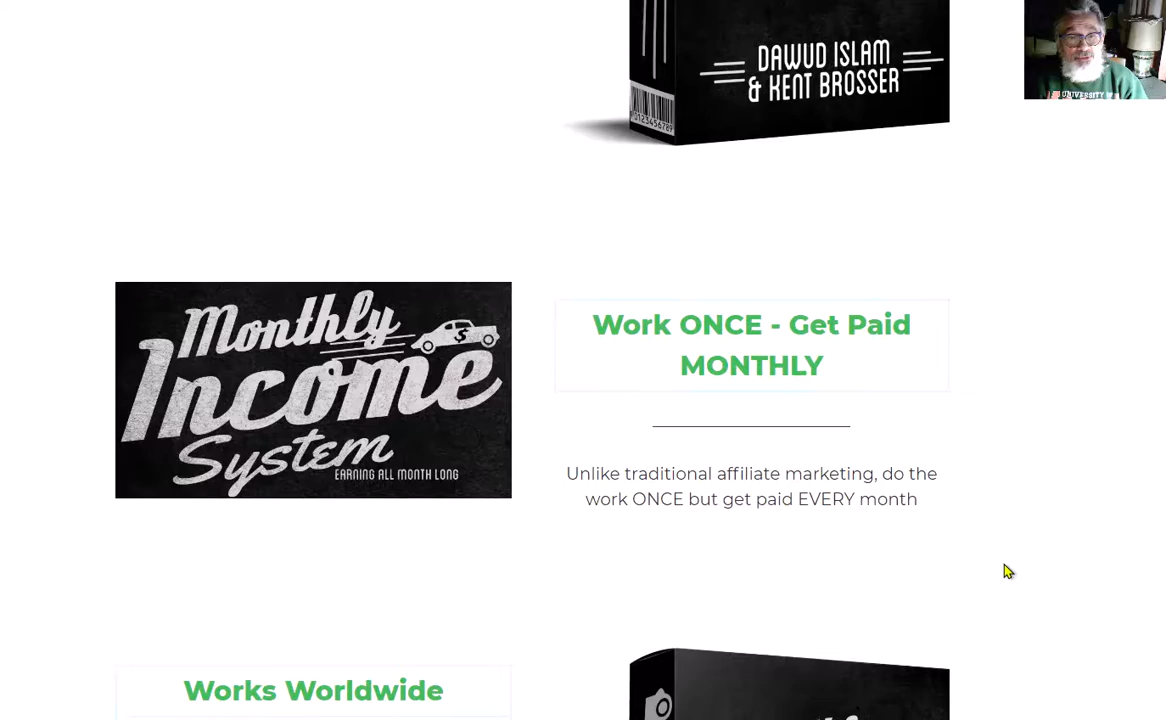 DAWUD ISLAM
& KENT BROSSER
Monthly
Income
System
EARNING ALL MONTH LONG
Work ONCE - Get Paid
MONTHLY
Unlike traditional affiliate marketing, do the
work ONCE but get paid EVERY month
Works Worldwide